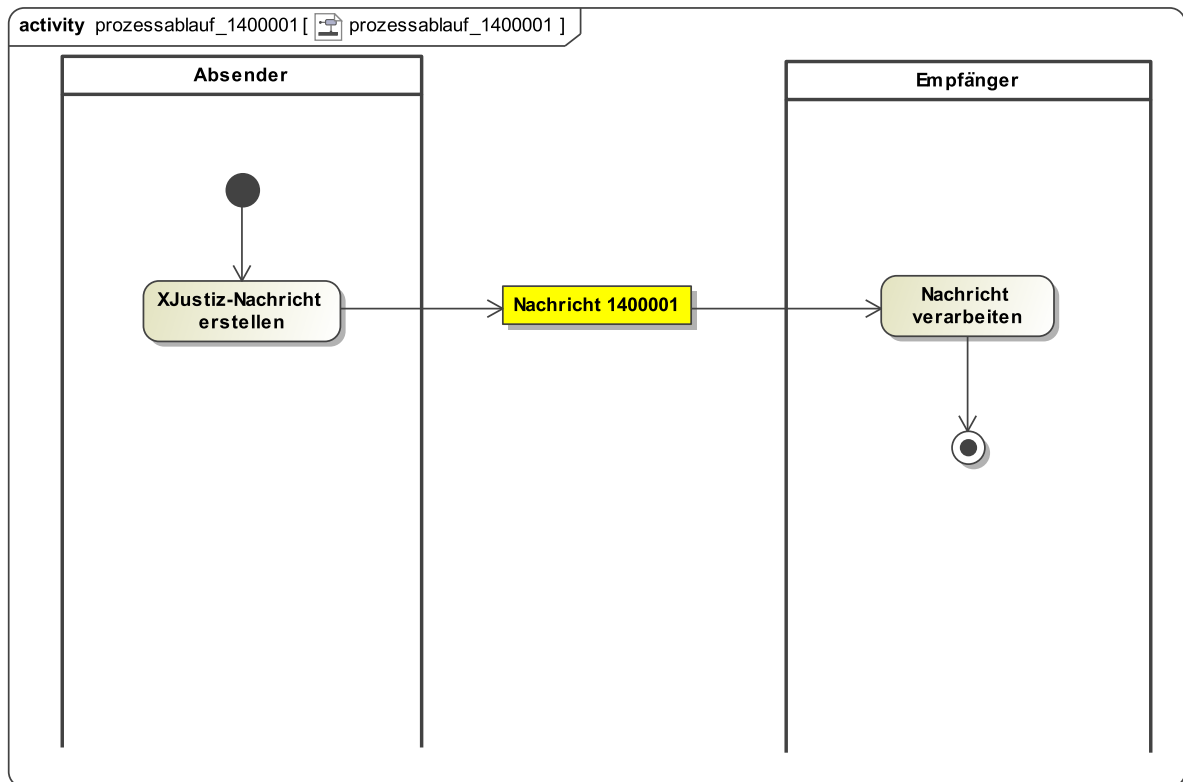 activity prozessablauf_1400001 [ prozessablauf_1400001 ]
Absender
Empfänger
XJustiz-Nachricht
erstellen
Nachricht 1400001
Nachricht
verarbeiten